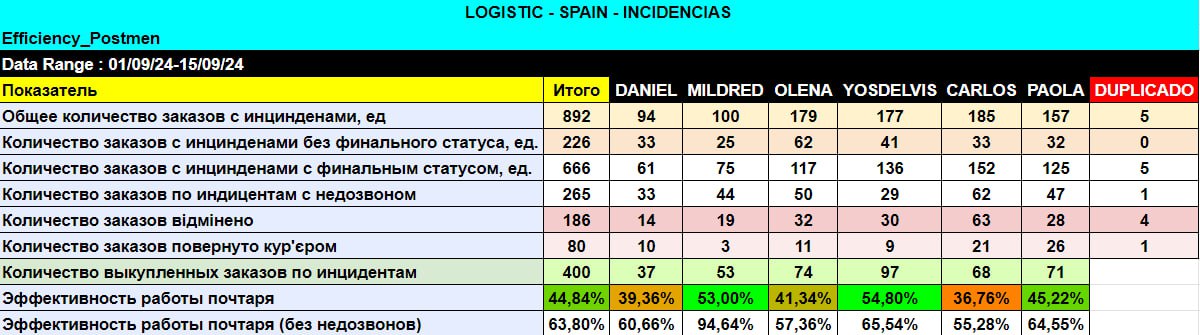 LOGISTIC - SPAIN - INCIDENCIAS
Efficiency_Postmen
Data Range : 01/09/24-15/09/24
Показатель Итого DANIEL MILDRED OLENA YOSDELVIS CARLOS PAOLA DUPLICADO
Общее количество заказов с инцинденами, ед 892 94 100 179 177 185 157 5
Количество заказов с инцинденами без финального статуса, ед. 226 33 25 62 41 33 32 0
Количество заказов с инцинденами с финальным статусом, ед. 666 61 75 117 136 152 125 5
Количество заказов по индицентам с недозвоном 265 33 44 50 29 62 47 1
Количество заказов відмінено 186 14 19 32 30 63 28 4
Количество заказов повернуто кур'єром 80 10 3 11 9 21 26 1
Количество выкупленных заказов по инцидентам 400 37 53 74 97 68 71
Эффективность работы почтаря 44,84% 39,36% 53,00% 41,34% 54,80% 36,76% 45,22%
Эффективность работы почтаря (без недозвонов) 63,80% 60,66% 94,64% 57,36% 65,54% 55,28% 64,55%